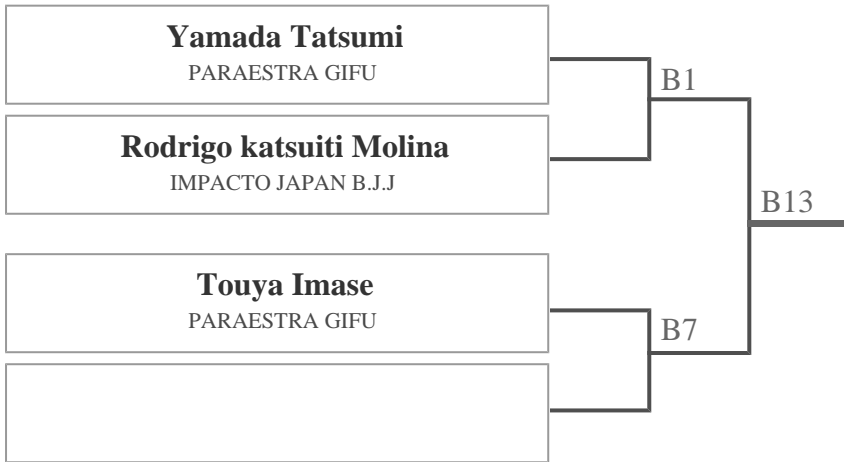 Yamada Tatsumi
PARAESTRA GIFU
B1
Rodrigo katsuiti Molina
IMPACTO JAPAN B.J.J
B13
Touya Imase
PARAESTRA GIFU
B7